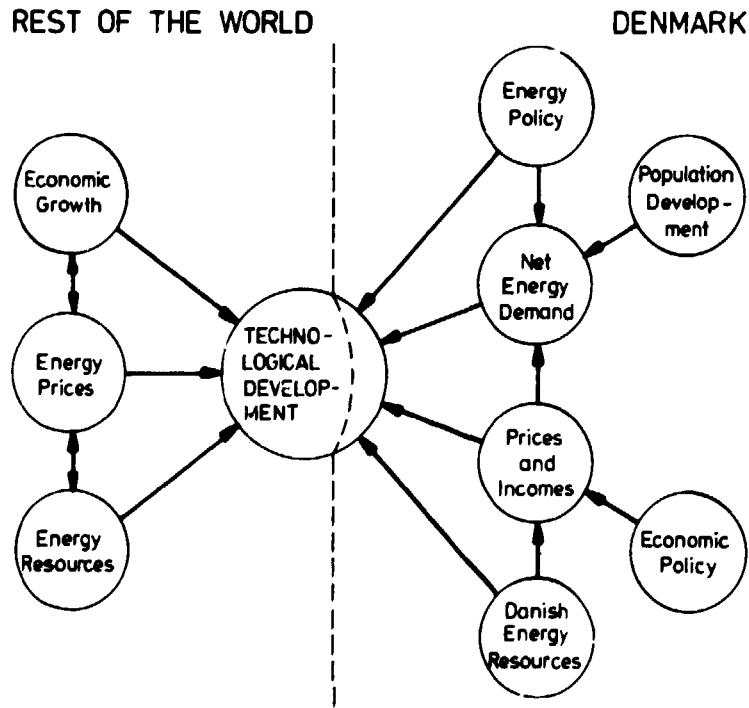 REST OF THE WORLD
DENMARK
Economic
Growth
Energy
Prices
Energy
Resources
TECHNO-
LOGICAL
DEVELOP-
MENT
Energy
Policy
Population
Develop-
ment
Net
Energy
Demand
Prices
and
Incomes
Economic
Policy
Danish
Energy
Resources